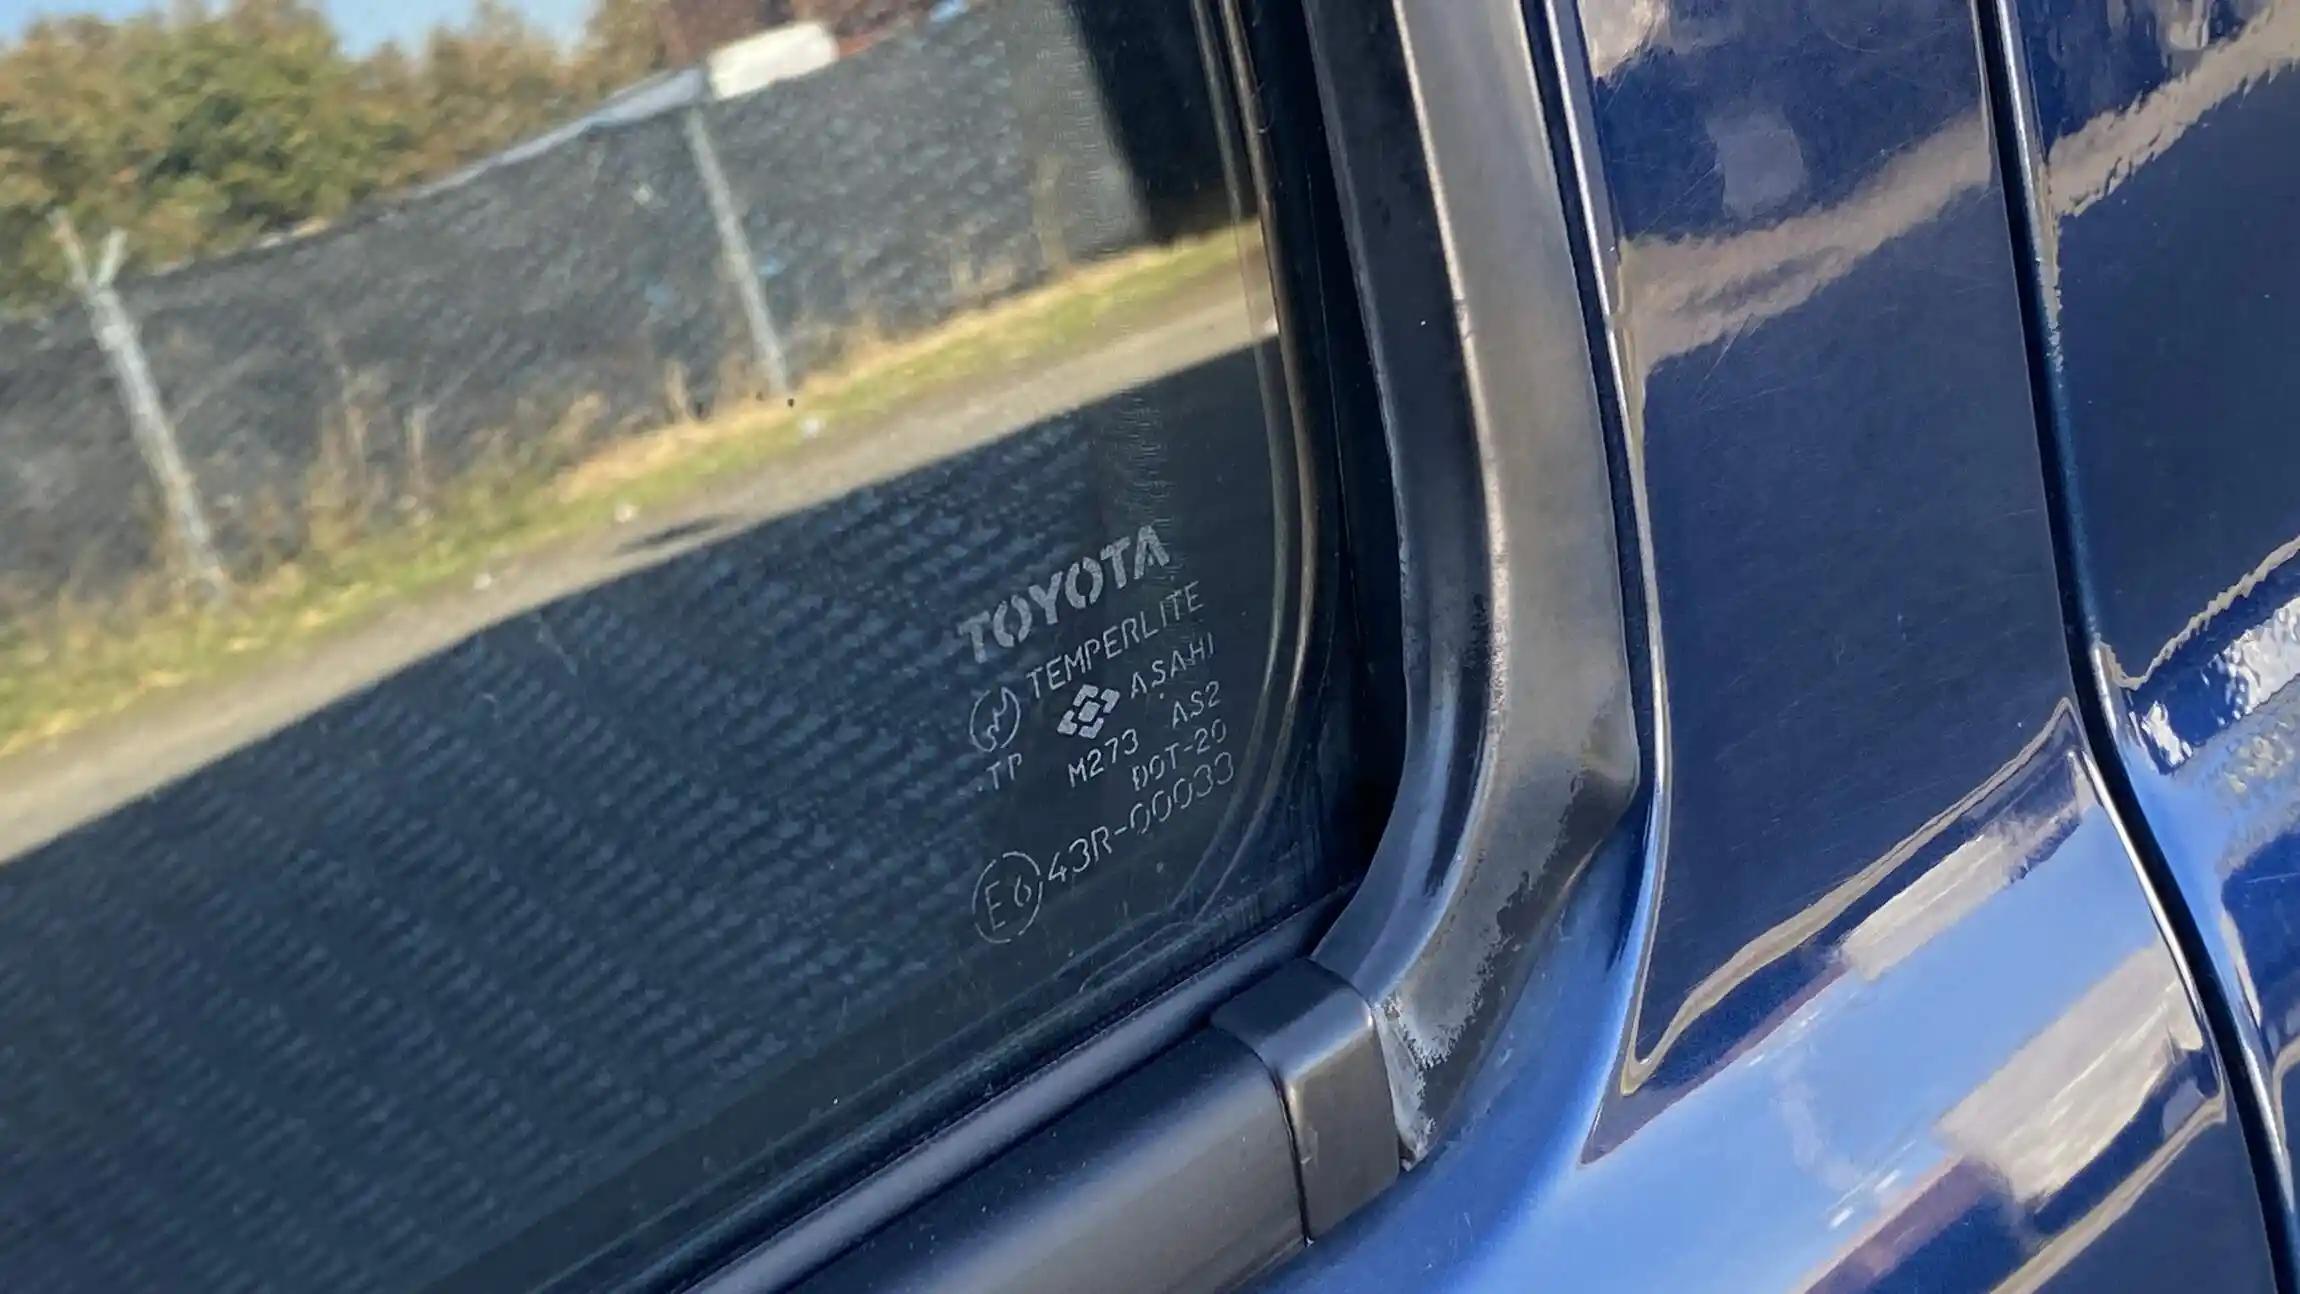 TOYOTA
TEMPERLITE
ASAHI
TP M273 AS2
DOT-20
E6 43R-00033